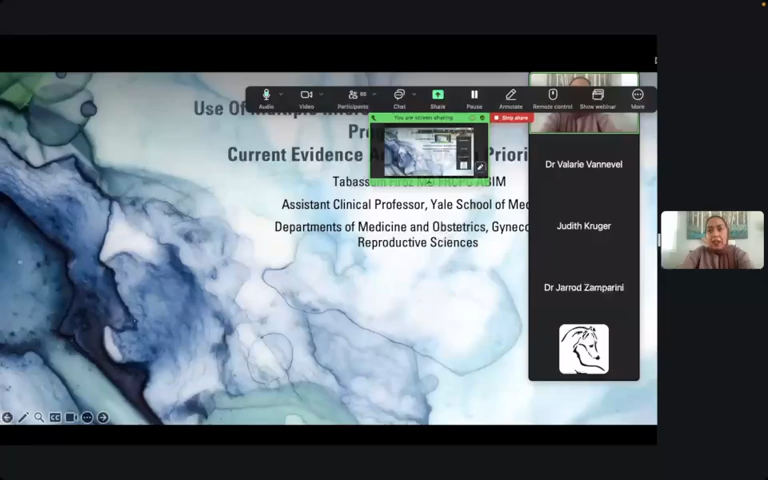 Audio
Video
Participants
Chat
Share
Pause
Annotate
Remote control
Show webinar
More
You are screen sharing
Stop share
Use Of
Current Evidence
Assistant Clinical Professor, Yale School of Med
Departments of Medicine and Obstetrics, Gyneco
Reproductive Sciences
Dr Valarie Vannevel
Judith Kruger
Dr Jarrod Zamparini